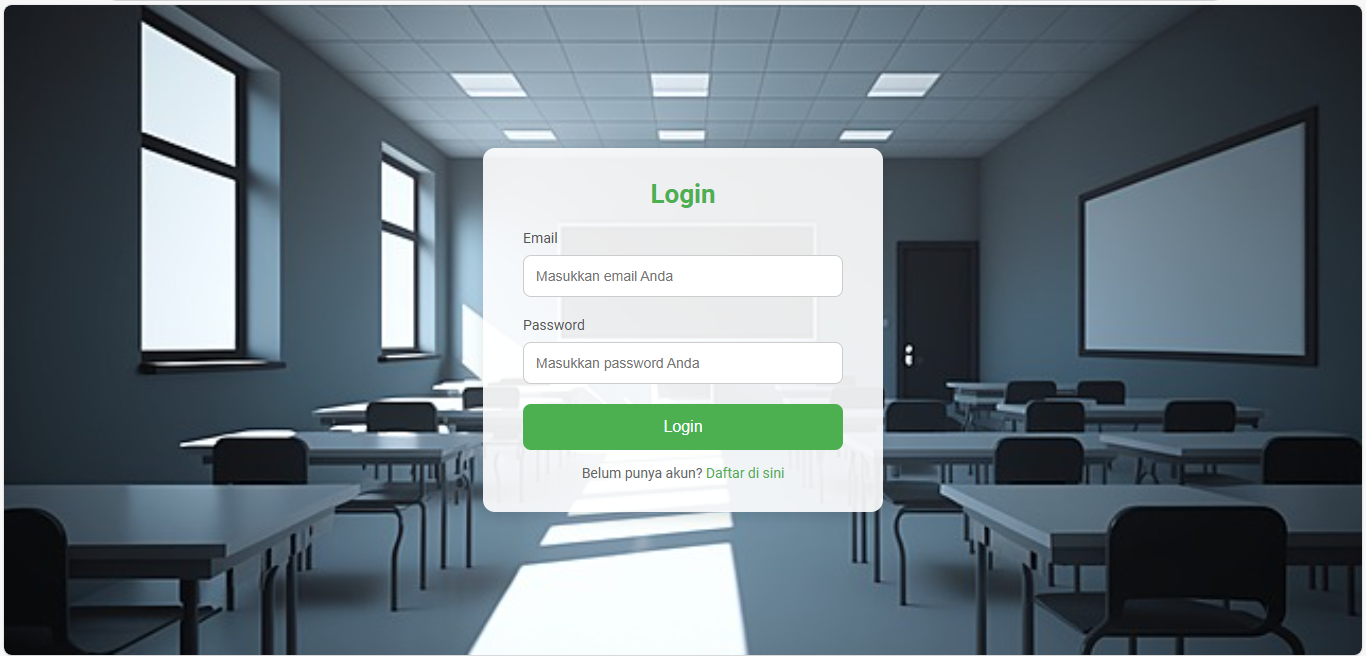 Login
Email
Masukkan email Anda
Password
Masukkan password Anda
Login
Belum punya akun? Daftar di sini